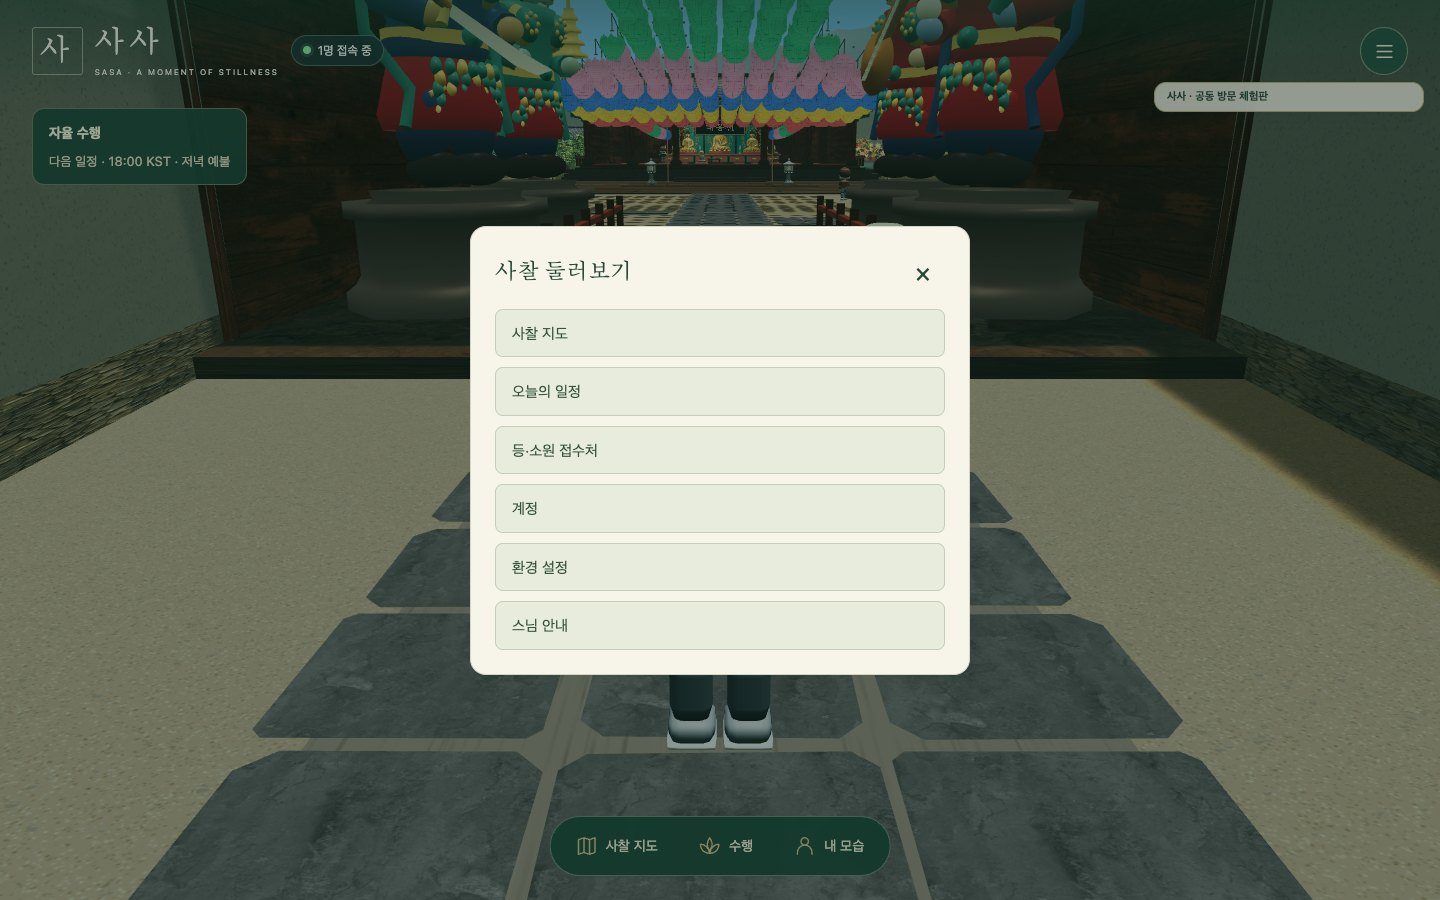 사
사사
SASA · A MOMENT OF STILLNESS
1명 접속 중
사사 · 공동 방문 체험판
자율 수행
다음 일정 · 18:00 KST · 저녁 예불
사찰 둘러보기
×
사찰 지도
오늘의 일정
등·소원 접수처
계정
환경 설정
스님 안내
사찰 지도
수행
내 모습